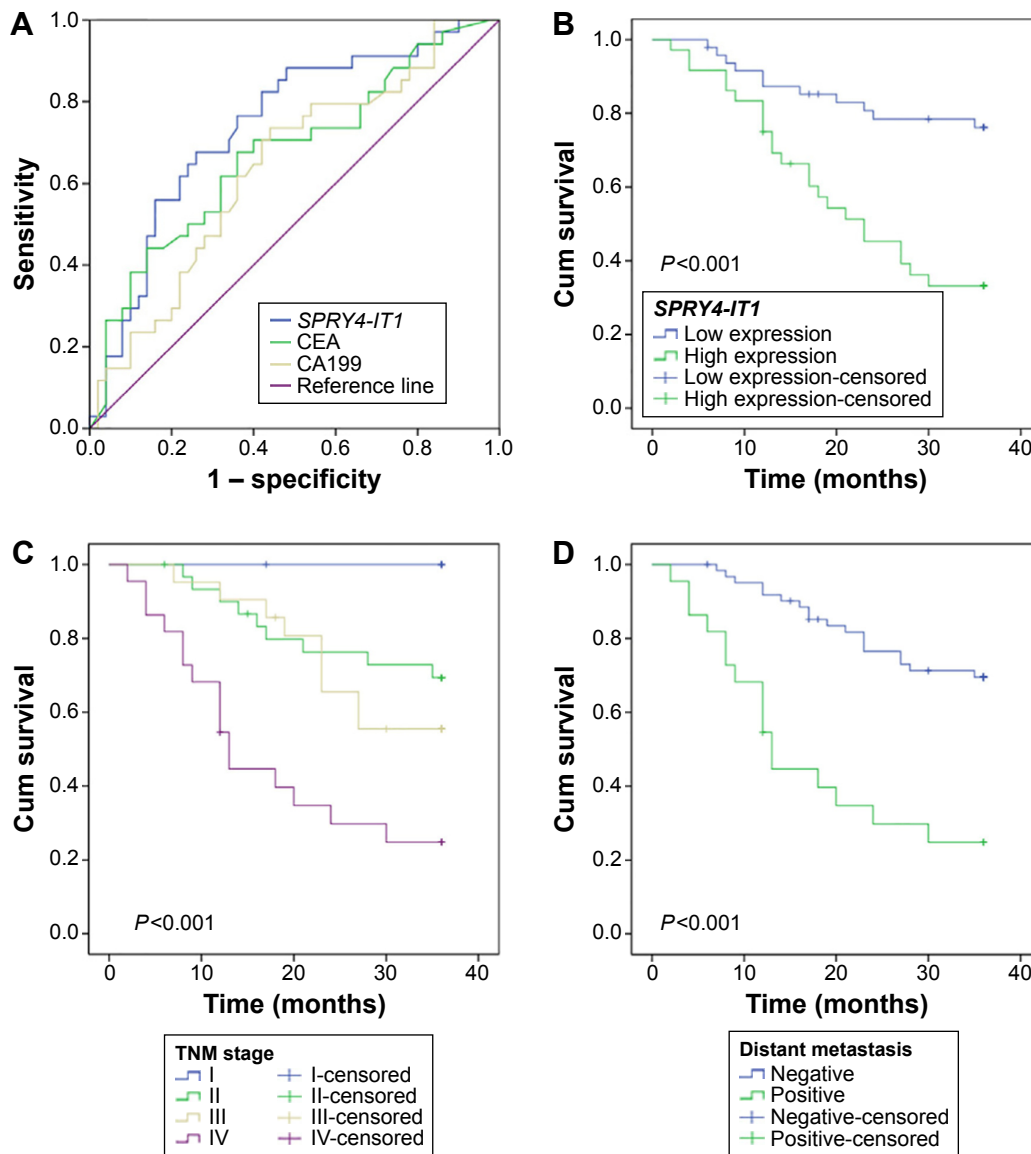 A
1.0
0.8
0.6
0.4
0.2
0.0
Sensitivity
SPRY4-IT1
CEA
CA199
Reference line
0.0 0.2 0.4 0.6 0.8 1.0
1 – specificity
B
1.0
0.8
0.6
0.4
0.2
0.0
Cum survival
P<0.001
SPRY4-IT1
Low expression
High expression
Low expression-censored
High expression-censored
0 10 20 30 40
Time (months)
C
1.0
0.8
0.6
0.4
0.2
0.0
Cum survival
P<0.001
0 10 20 30 40
Time (months)
TNM stage
I I-censored
II II-censored
III III-censored
IV IV-censored
D
1.0
0.8
0.6
0.4
0.2
0.0
Cum survival
P<0.001
0 10 20 30 40
Time (months)
Distant metastasis
Negative
Positive
Negative-censored
Positive-censored